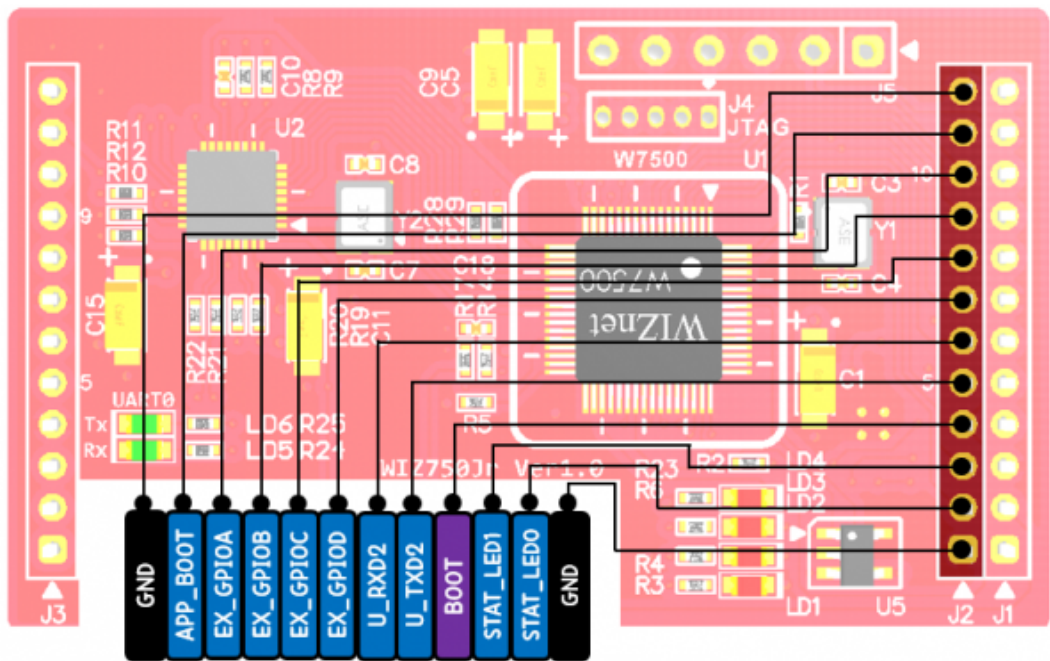 C10
R8
R9
C9
C5
J5
J4
JTAG
U2
R11
R12
R10
C8
W7500
U1
R1
C3
10
9
Y2
R28
R29
ASE
Y1
C7
C4
C15
R22
R21
R20
R19
C11
W7500
WIZnet
C1
5
5
UART0
Tx
Rx
LD6
R25
LD5
R24
R5
WIZ750Jr Ver1.0
R23
R2
LD4
R6
LD3
LD2
R4
R3
LD1
U5
J3
J2
J1
GND
APP_BOOT
EX_GPIOA
EX_GPIOB
EX_GPIOC
EX_GPIOD
U_RXD2
U_TXD2
BOOT
STAT_LED1
STAT_LED0
GND